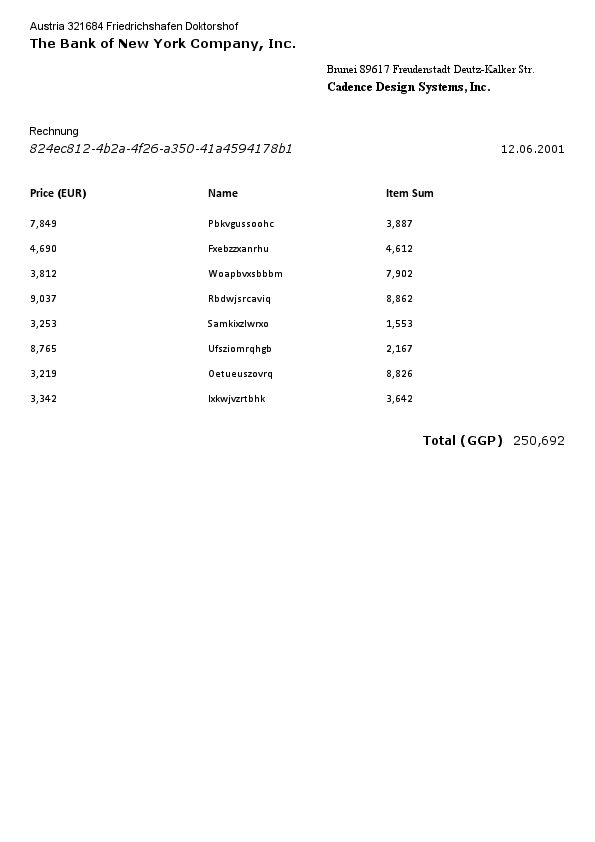 Austria 321684 Friedrichshafen Doktorshof
The Bank of New York Company, Inc.
Brunei 89617 Freudenstadt Deutz-Kalker Str.
Cadence Design Systems, Inc.
Rechnung
824ec812-4b2a-4f26-a350-41a4594178b1 12.06.2001
Price (EUR) Name Item Sum
7,849 Pbkvgussoohc 3,887
4,690 Fxebzzxanrhu 4,612
3,812 Woapbvxsbbbm 7,902
9,037 Rbdwjsrcaviq 8,862
3,253 Samkixzlwrxo 1,553
8,765 Ufsziomrqhgb 2,167
3,219 Oetueuszovrq 8,826
3,342 Ixkwjvzrtbhk 3,642
Total (GGP) 250,692